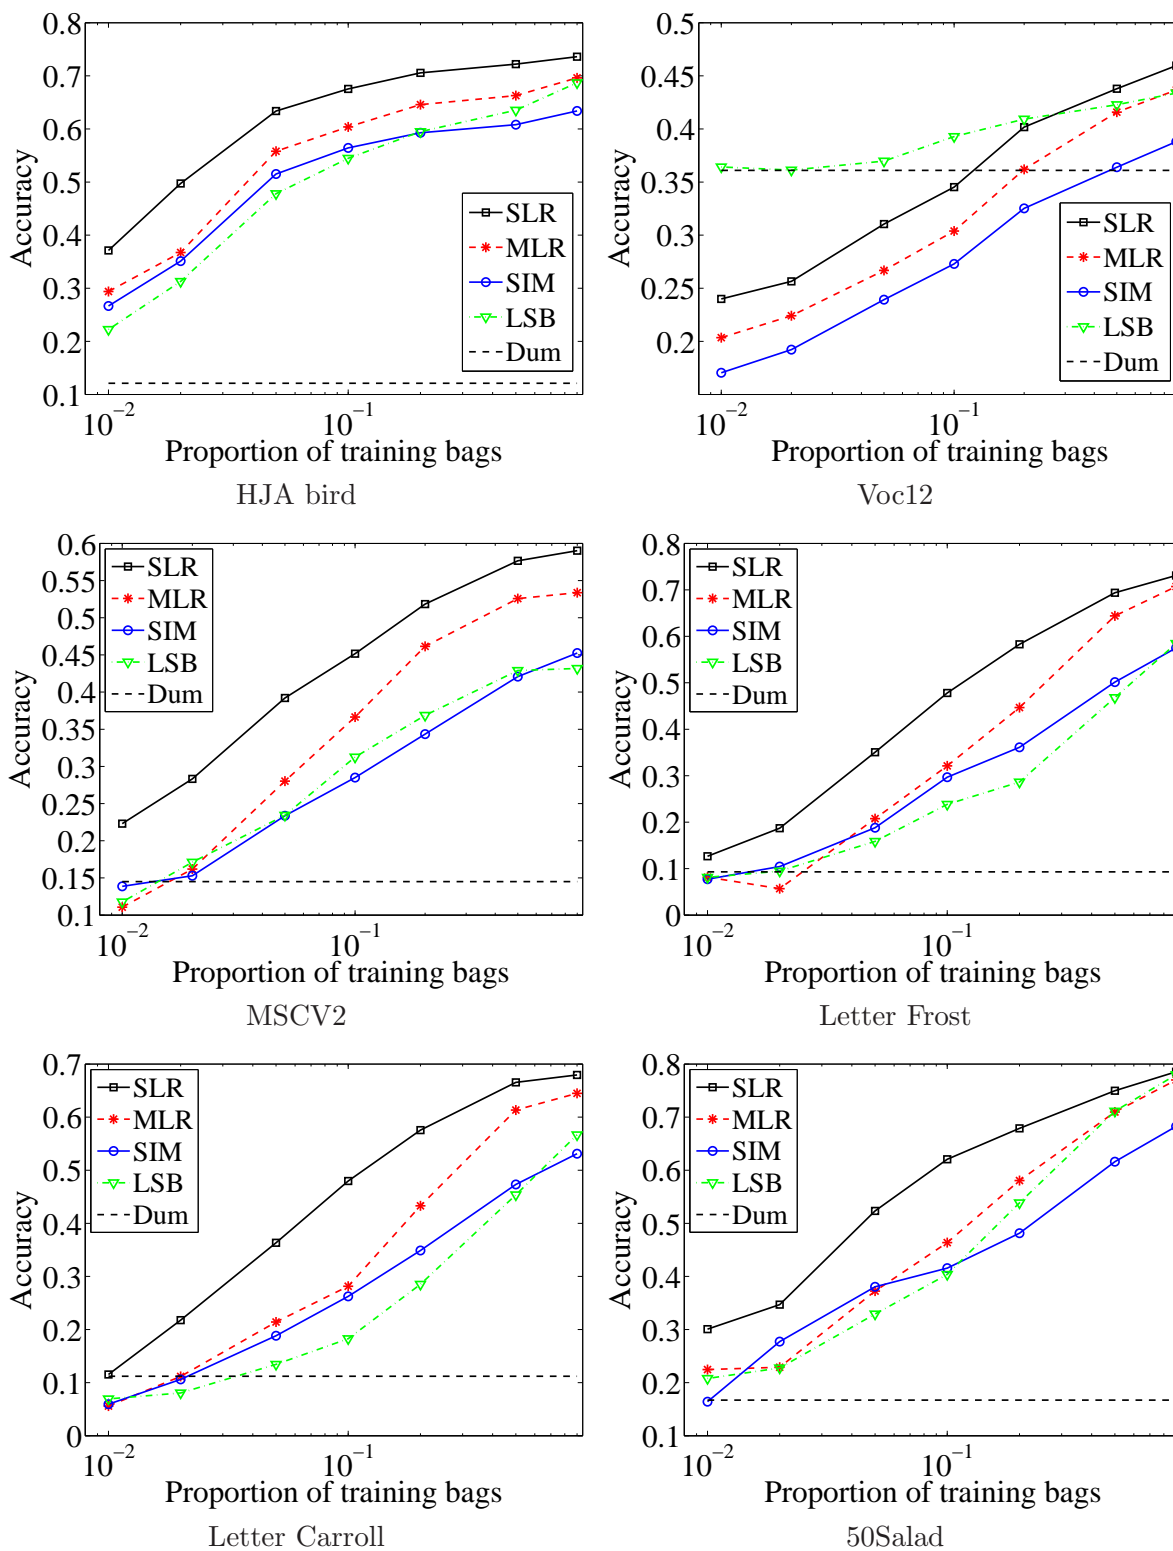 0.8
0.7
0.6
0.5
0.4
0.3
0.2
0.1
Accuracy
SLR
MLR
SIM
LSB
Dum
10⁻² 10⁻¹
Proportion of training bags
HJA bird
0.45
0.4
0.35
0.3
0.25
0.2
Accuracy
SLR
MLR
SIM
LSB
Dum
10⁻² 10⁻¹
Proportion of training bags
Voc12
0.6
0.55
0.5
0.45
0.4
0.35
0.3
0.25
0.2
0.15
0.1
Accuracy
SLR
MLR
SIM
LSB
Dum
10⁻² 10⁻¹
Proportion of training bags
MSCV2
0.8
0.7
0.6
0.5
0.4
0.3
0.2
0.1
0
Accuracy
SLR
MLR
SIM
LSB
Dum
10⁻² 10⁻¹
Proportion of training bags
Letter Frost
0.7
0.6
0.5
0.4
0.3
0.2
0.1
0
Accuracy
SLR
MLR
SIM
LSB
Dum
10⁻² 10⁻¹
Proportion of training bags
Letter Carroll
0.8
0.7
0.6
0.5
0.4
0.3
0.2
0.1
Accuracy
SLR
MLR
SIM
LSB
Dum
10⁻² 10⁻¹
Proportion of training bags
50Salad